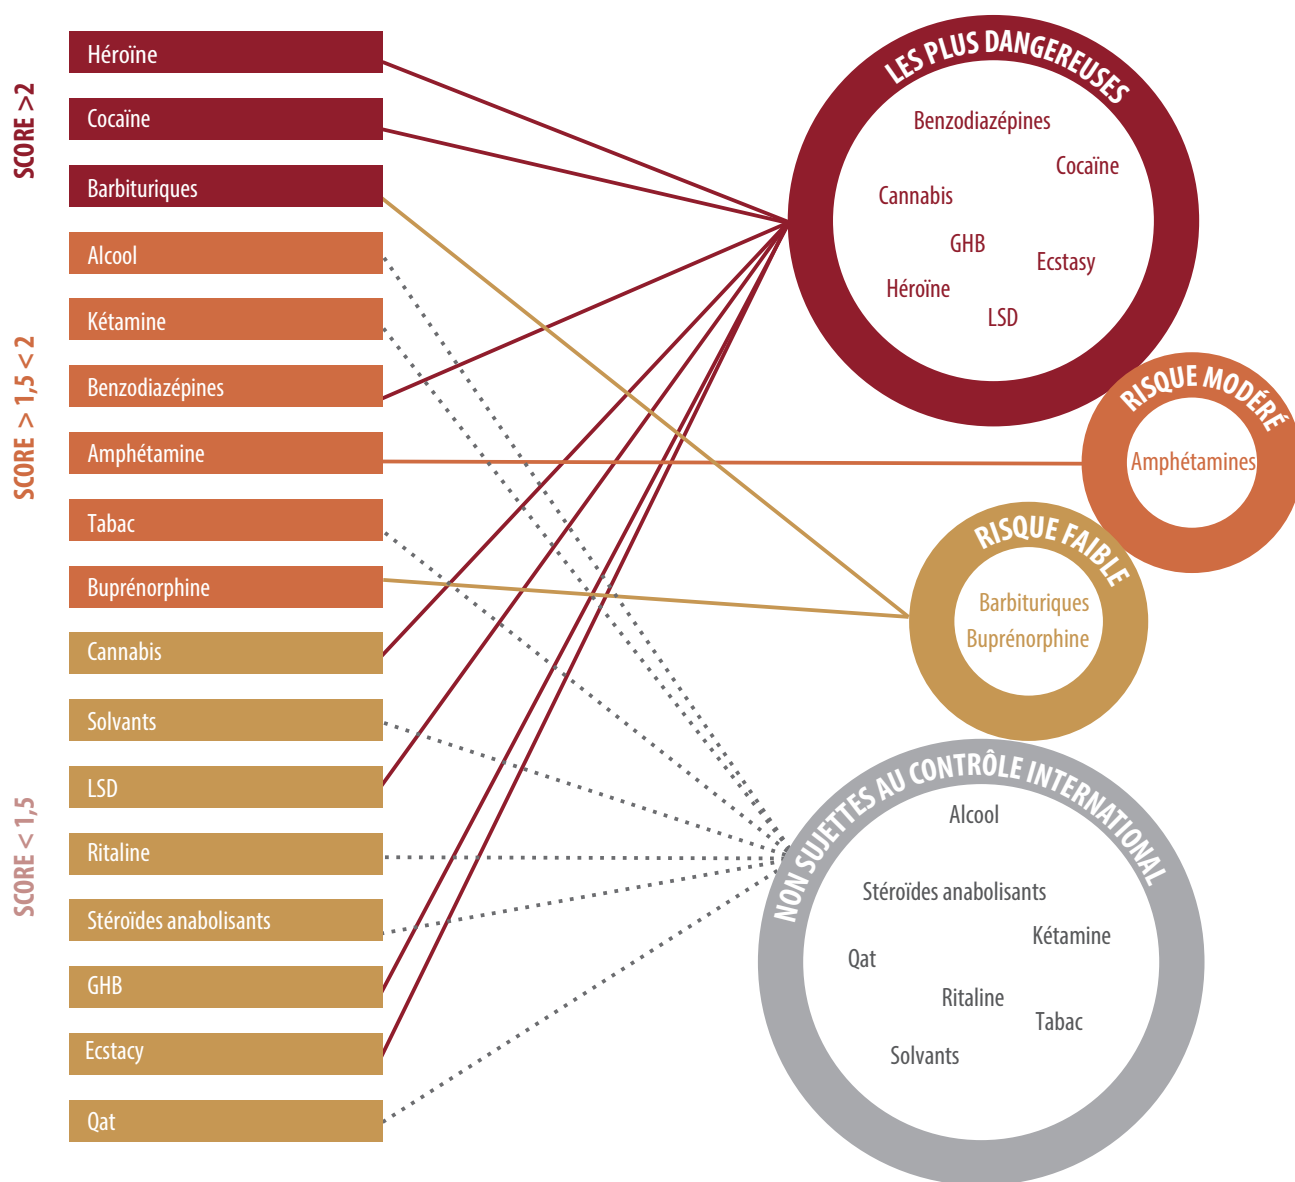 SCORE >2
Héroïne
Cocaïne
Barbituriques
SCORE > 1,5 < 2
Alcool
Kétamine
Benzodiazépines
Amphétamine
Tabac
Buprénorphine
SCORE < 1,5
Cannabis
Solvants
LSD
Ritaline
Stéroïdes anabolisants
GHB
Ecstacy
Qat
LES PLUS DANGEREUSES
Benzodiazépines
Cocaïne
Cannabis
GHB
Ecstasy
Héroïne
LSD
RISQUE MODÉRÉ
Amphétamines
RISQUE FAIBLE
Barbituriques
Buprénorphine
NON SUJETTES AU CONTRÔLE INTERNATIONAL
Alcool
Stéroïdes anabolisants
Kétamine
Qat
Ritaline
Tabac
Solvants